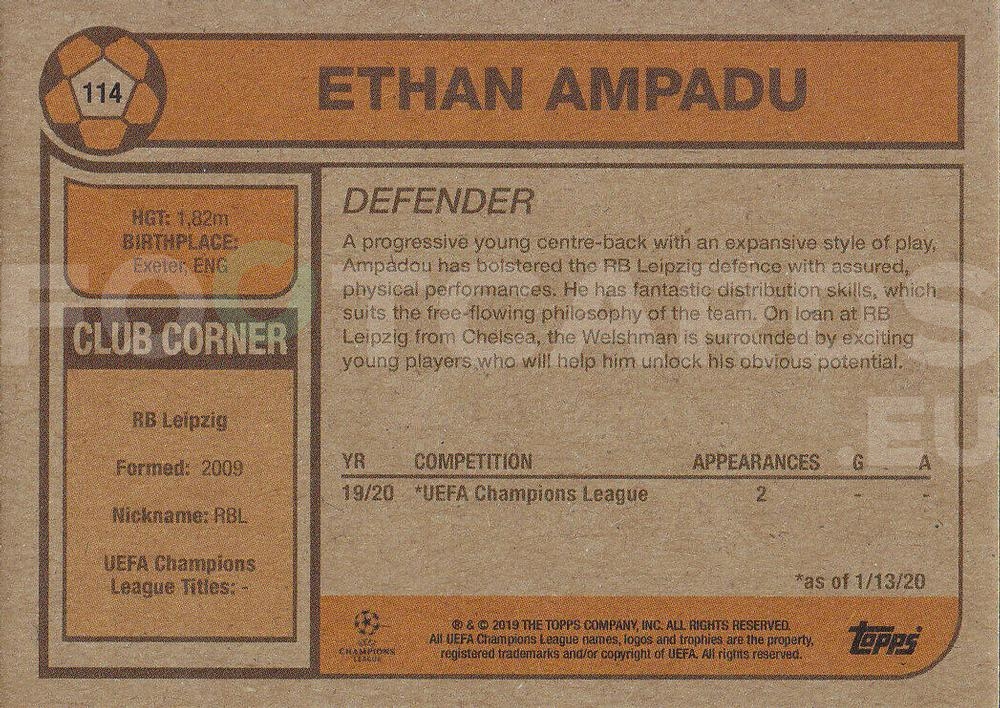 114
ETHAN AMPADU
HGT: 1,82m
BIRTHPLACE:
Exeter, ENG
CLUB CORNER
RB Leipzig
Formed: 2009
Nickname: RBL
UEFA Champions
League Titles: -
DEFENDER
A progressive young centre-back with an expansive style of play,
Ampadou has bolstered the RB Leipzig defence with assured,
physical performances. He has fantastic distribution skills, which
suits the free-flowing philosophy of the team. On loan at RB
Leipzig from Chelsea, the Welshman is surrounded by exciting
young players who will help him unlock his obvious potential.
YR COMPETITION APPEARANCES G A
19/20 *UEFA Champions League 2 - -
*as of 1/13/20
UEFA
CHAMPIONS
LEAGUE
® & © 2019 THE TOPPS COMPANY, INC. ALL RIGHTS RESERVED.
All UEFA Champions League names, logos and trophies are the property,
registered trademarks and/or copyright of UEFA. All rights reserved.
topps
.EU